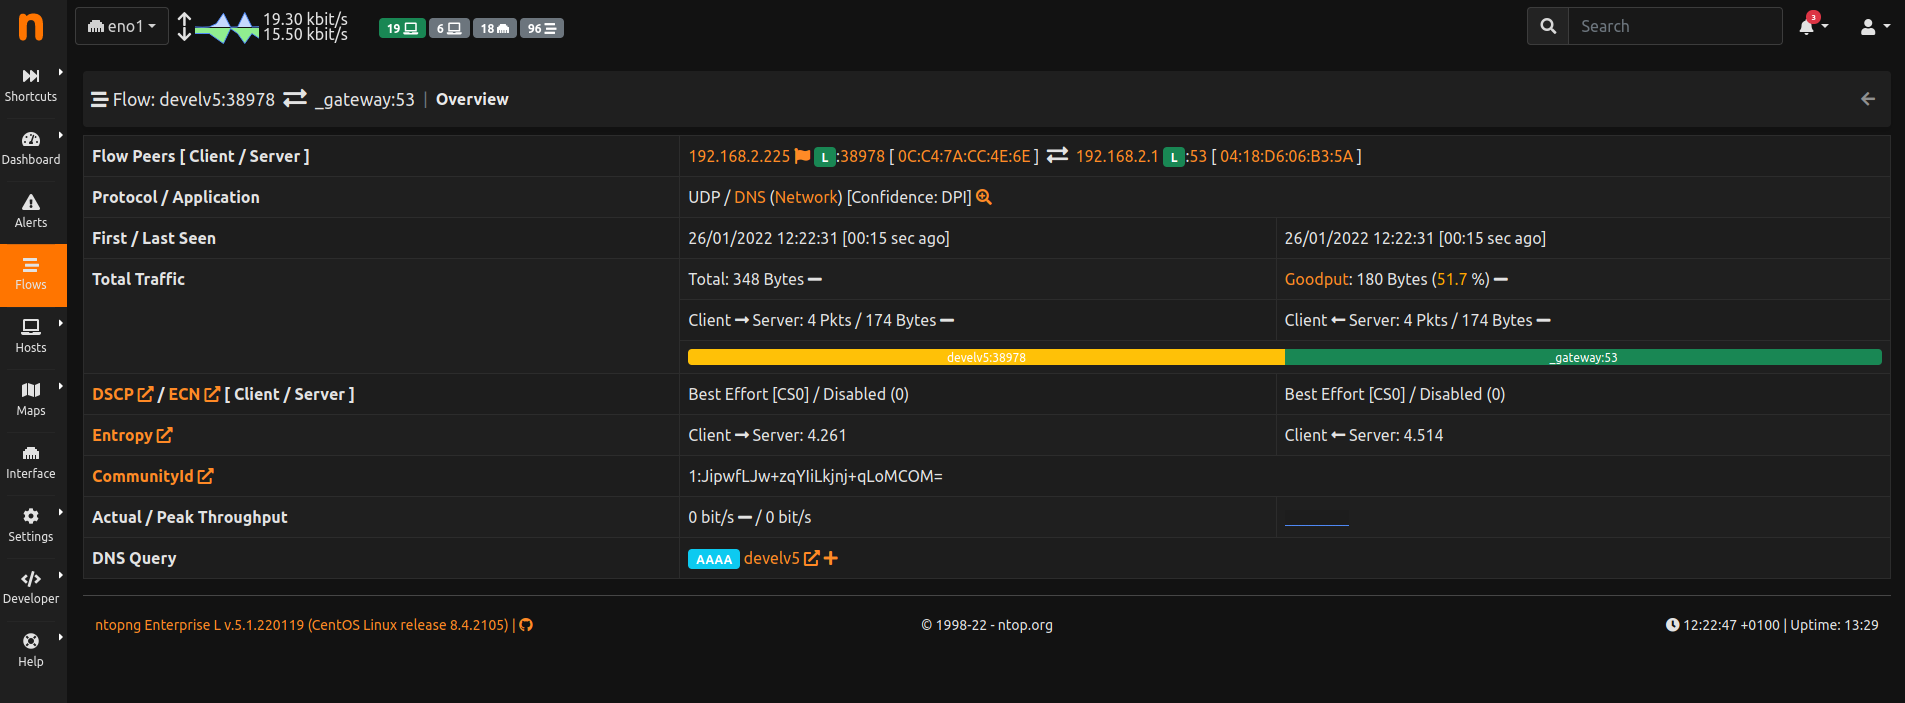 n
eno1
19.30 kbit/s
15.50 kbit/s
19
6
18
96
Search
3
Shortcuts
Dashboard
Alerts
Flows
Hosts
Maps
Interface
Settings
Developer
Help
Flow: develv5:38978 _gateway:53 | Overview
Flow Peers [ Client / Server ] 192.168.2.225 L :38978 [ 0C:C4:7A:CC:4E:6E ] 192.168.2.1 L :53 [ 04:18:D6:06:B3:5A ]
Protocol / Application UDP / DNS (Network) [Confidence: DPI]
First / Last Seen 26/01/2022 12:22:31 [00:15 sec ago] 26/01/2022 12:22:31 [00:15 sec ago]
Total Traffic Total: 348 Bytes — Goodput: 180 Bytes (51.7 %) —
Client → Server: 4 Pkts / 174 Bytes — Client ← Server: 4 Pkts / 174 Bytes —
develv5:38978 _gateway:53
DSCP / ECN [ Client / Server ] Best Effort [CS0] / Disabled (0) Best Effort [CS0] / Disabled (0)
Entropy Client → Server: 4.261 Client ← Server: 4.514
CommunityId 1:JipwfLJw+zqYIiLkjnj+qLoMCOM=
Actual / Peak Throughput 0 bit/s — / 0 bit/s
DNS Query AAAA develv5
ntopng Enterprise L v.5.1.220119 (CentOS Linux release 8.4.2105) | © 1998-22 - ntop.org 12:22:47 +0100 | Uptime: 13:29